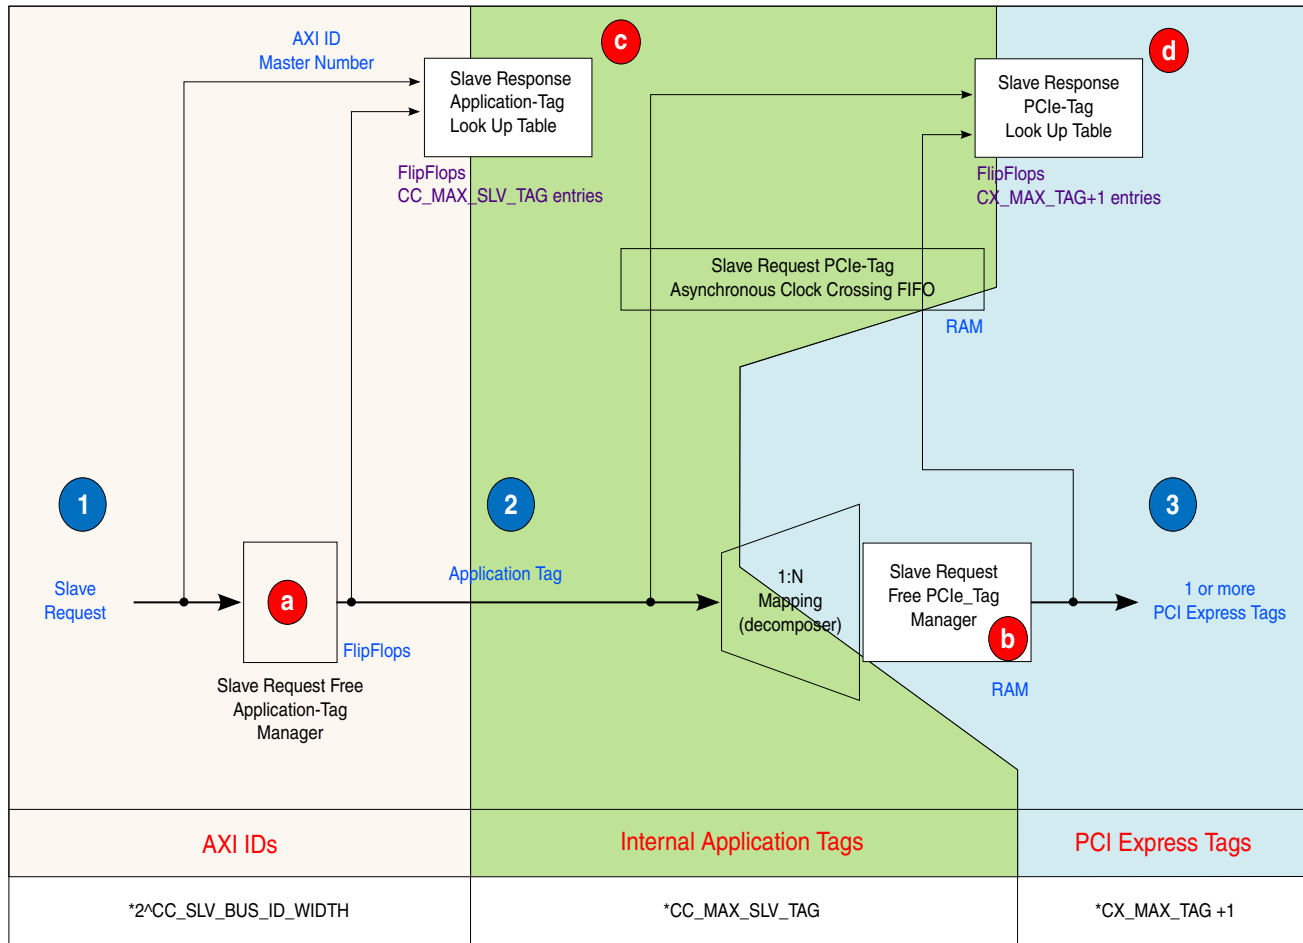 AXI ID
Master Number
c
d
Slave Response
Application-Tag
Look Up Table
Slave Response
PCIe-Tag
Look Up Table
FlipFlops
CC_MAX_SLV_TAG entries
FlipFlops
CX_MAX_TAG+1 entries
Slave Request PCIe-Tag
Asynchronous Clock Crossing FIFO
RAM
1
2
3
Slave
Request
a
Application Tag
FlipFlops
Slave Request Free
Application-Tag
Manager
1:N
Mapping
(decomposer)
Slave Request
Free PCIe_Tag
Manager
b
RAM
1 or more
PCI Express Tags
AXI IDs
Internal Application Tags
PCI Express Tags
*2^CC_SLV_BUS_ID_WIDTH
*CC_MAX_SLV_TAG
*CX_MAX_TAG +1